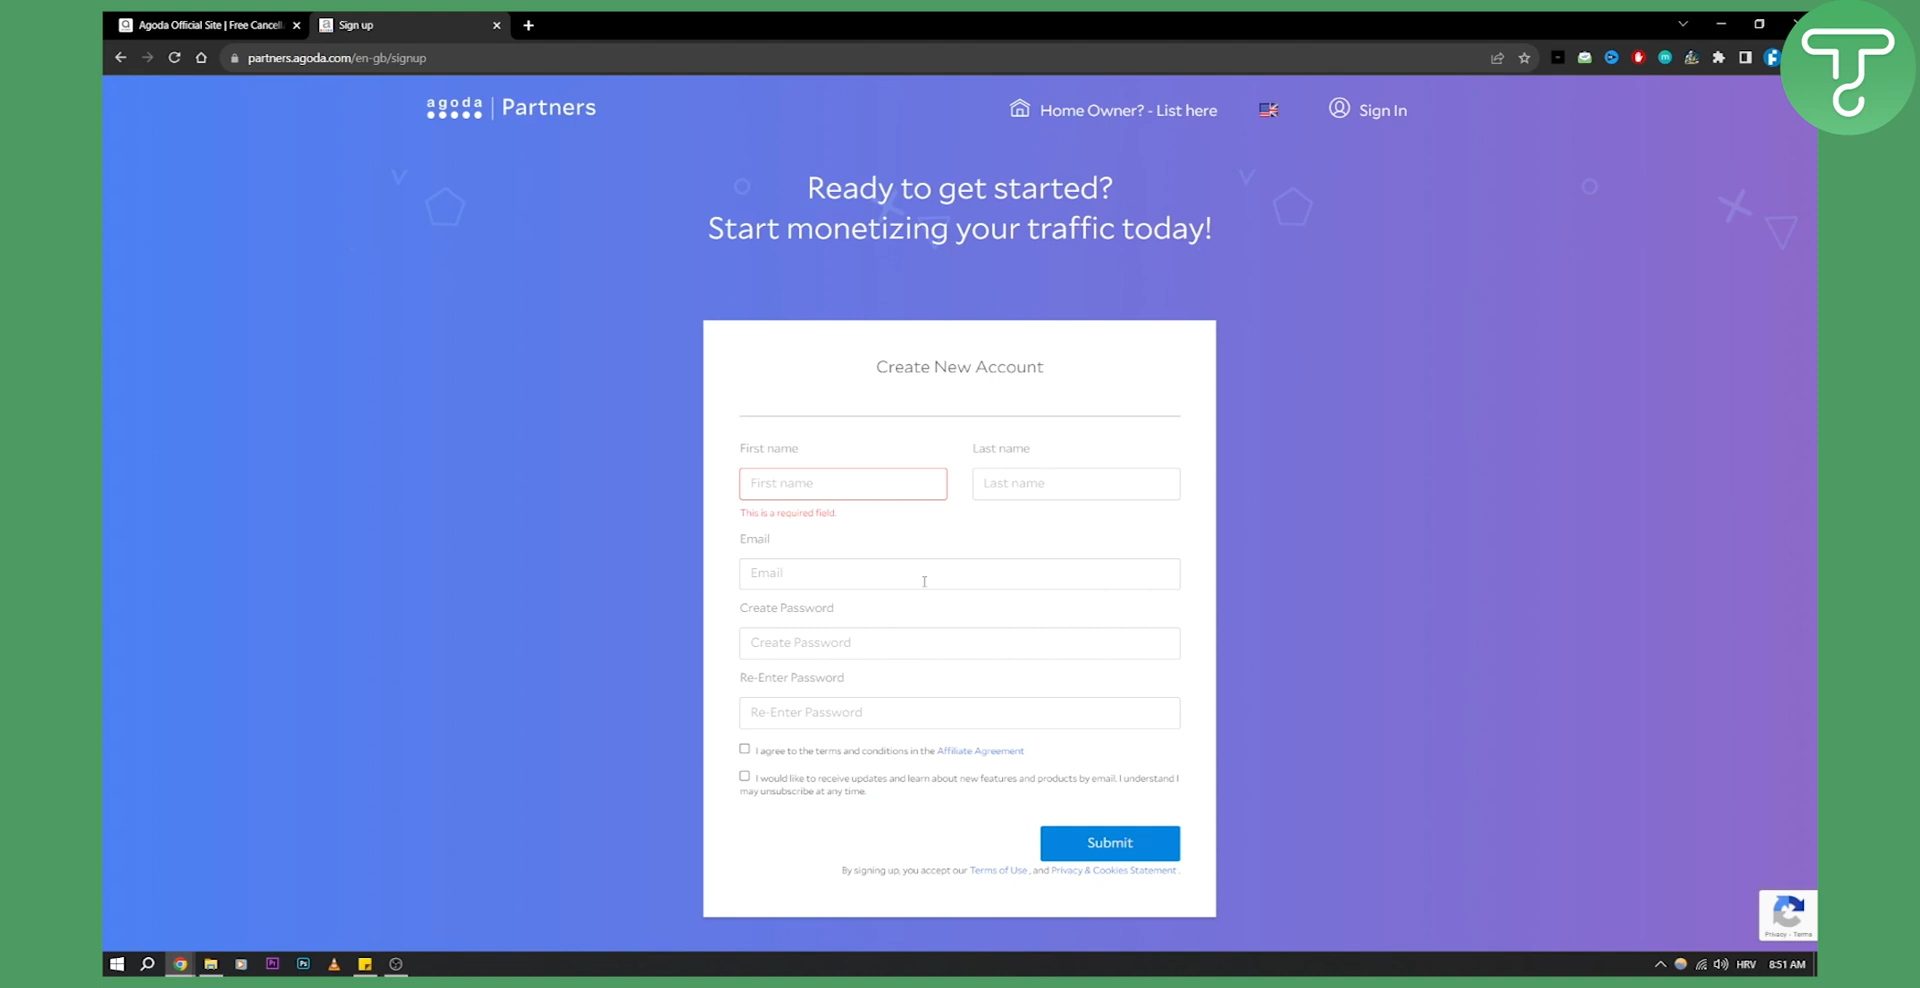 Agoda Official Site | Free Cancell
Sign up
partners.agoda.com/en-gb/signup
agoda | Partners
Home Owner? - List here
Sign In
Ready to get started?
Start monetizing your traffic today!
Create New Account
First name
Last name
First name
Last name
This is a required field.
Email
Email
Create Password
Create Password
Re-Enter Password
Re-Enter Password
I agree to the terms and conditions in the Affiliate Agreement
I would like to receive updates and learn about new features and products by email. I understand I
may unsubscribe at any time.
Submit
By signing up, you accept our Terms of Use , and Privacy & Cookies Statement .
Privacy - Terms
Pr
Ps
HRV
8:51 AM